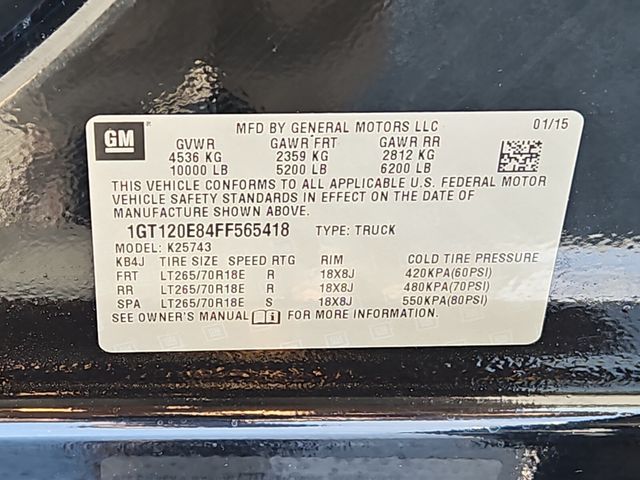 GM
MFD BY GENERAL MOTORS LLC 01/15
GVWR GAWR FRT GAWR RR
4536 KG 2359 KG 2812 KG
10000 LB 5200 LB 6200 LB
THIS VEHICLE CONFORMS TO ALL APPLICABLE U.S. FEDERAL MOTOR
VEHICLE SAFETY STANDARDS IN EFFECT ON THE DATE OF
MANUFACTURE SHOWN ABOVE.
1GT120E84FF565418 TYPE: TRUCK
MODEL: K25743
KB4J TIRE SIZE SPEED RTG RIM COLD TIRE PRESSURE
FRT LT265/70R18E R 18X8J 420KPA(60PSI)
RR LT265/70R18E R 18X8J 480KPA(70PSI)
SPA LT265/70R18E S 18X8J 550KPA(80PSI)
SEE OWNER'S MANUAL FOR MORE INFORMATION.